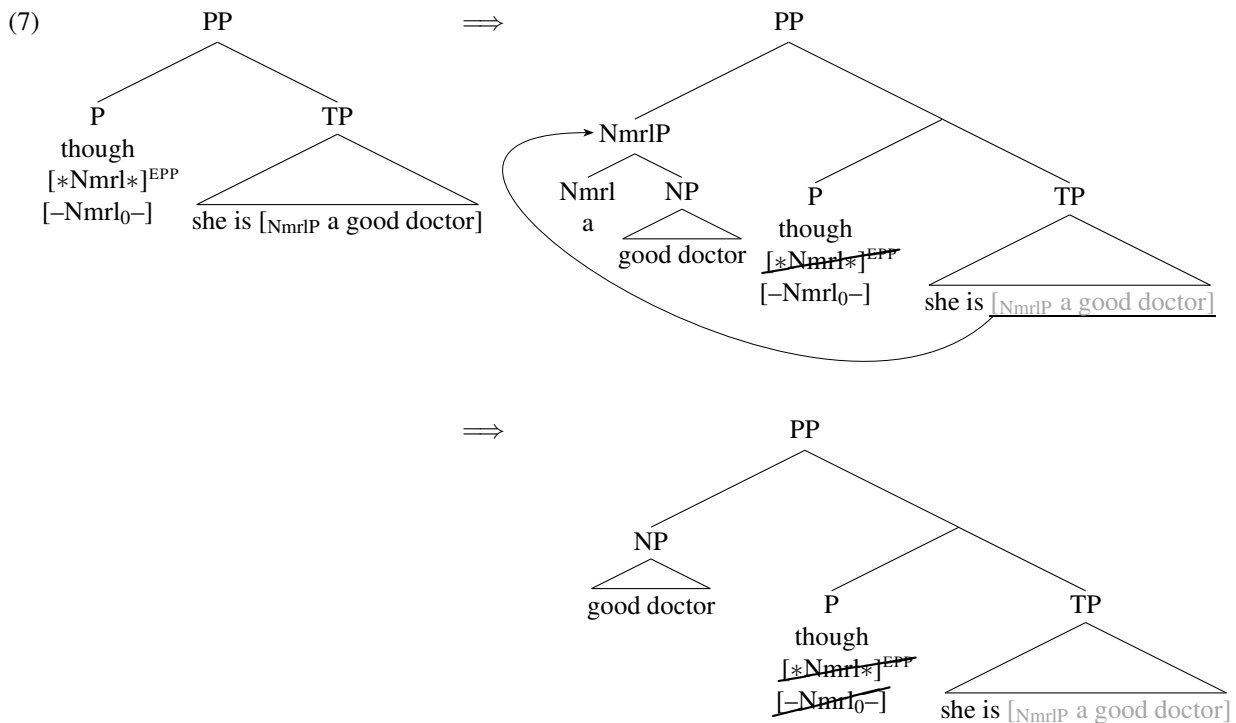 (7) PP ⟹ PP
P TP
NmrlP
though
[∗Nmrl∗]EPP
Nmrl NP P TP
[–Nmrl0–]
she is [NmrlP a good doctor]
a
though
good doctor
[∗Nmrl∗]EPP
[–Nmrl0–]
she is [NmrlP a good doctor]
⟹ PP
NP
good doctor
P TP
though
[∗Nmrl∗]EPP
[–Nmrl0–]
she is [NmrlP a good doctor]